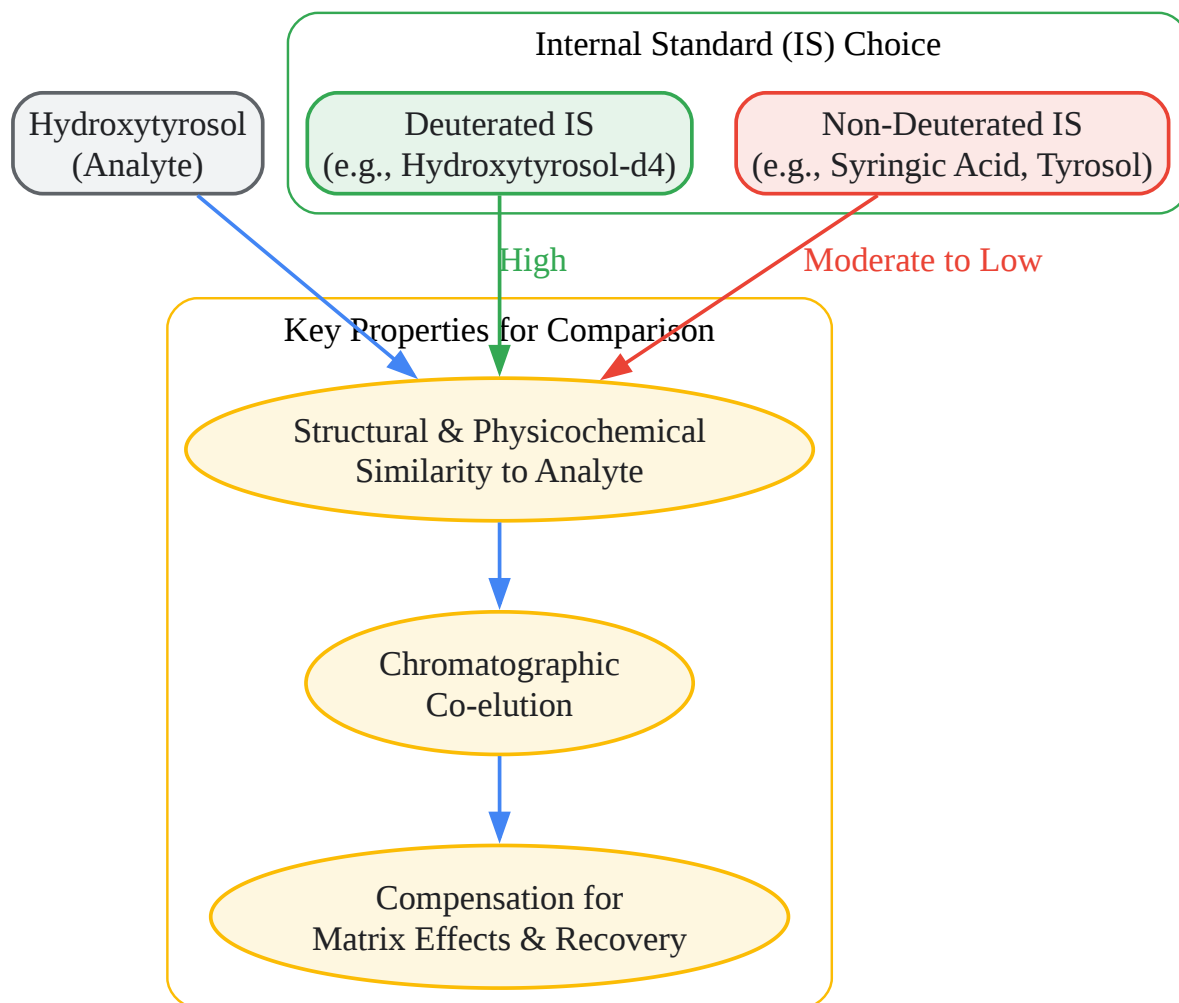 Internal Standard (IS) Choice
Hydroxytyrosol
(Analyte)
Deuterated IS
(e.g., Hydroxytyrosol-d4)
Non-Deuterated IS
(e.g., Syringic Acid, Tyrosol)
High
Moderate to Low
Key Properties for Comparison
Structural & Physicochemical
Similarity to Analyte
Chromatographic
Co-elution
Compensation for
Matrix Effects & Recovery